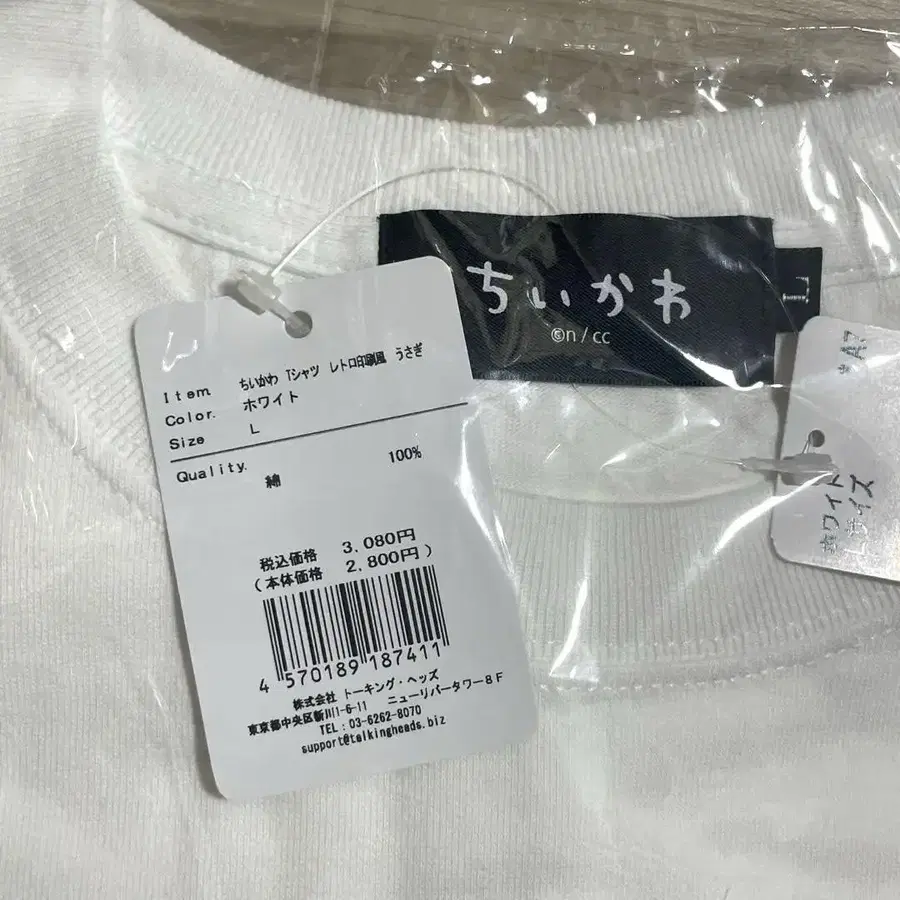 ちいかわ
©n / cc
L
Item ちいかわ Tシャツ レトロ印刷風 うさぎ
Color. ホワイト
Size L
Quality.
綿 100%
税込価格 3,080円
(本体価格 2,800円)
4 570189 187411
株式会社 トーキング・ヘッズ
東京都中央区新川1-6-11 ニューリバータワー8F
TEL:03-6262-8070
support@talkingheads.biz
ホワイト
Lサイズ